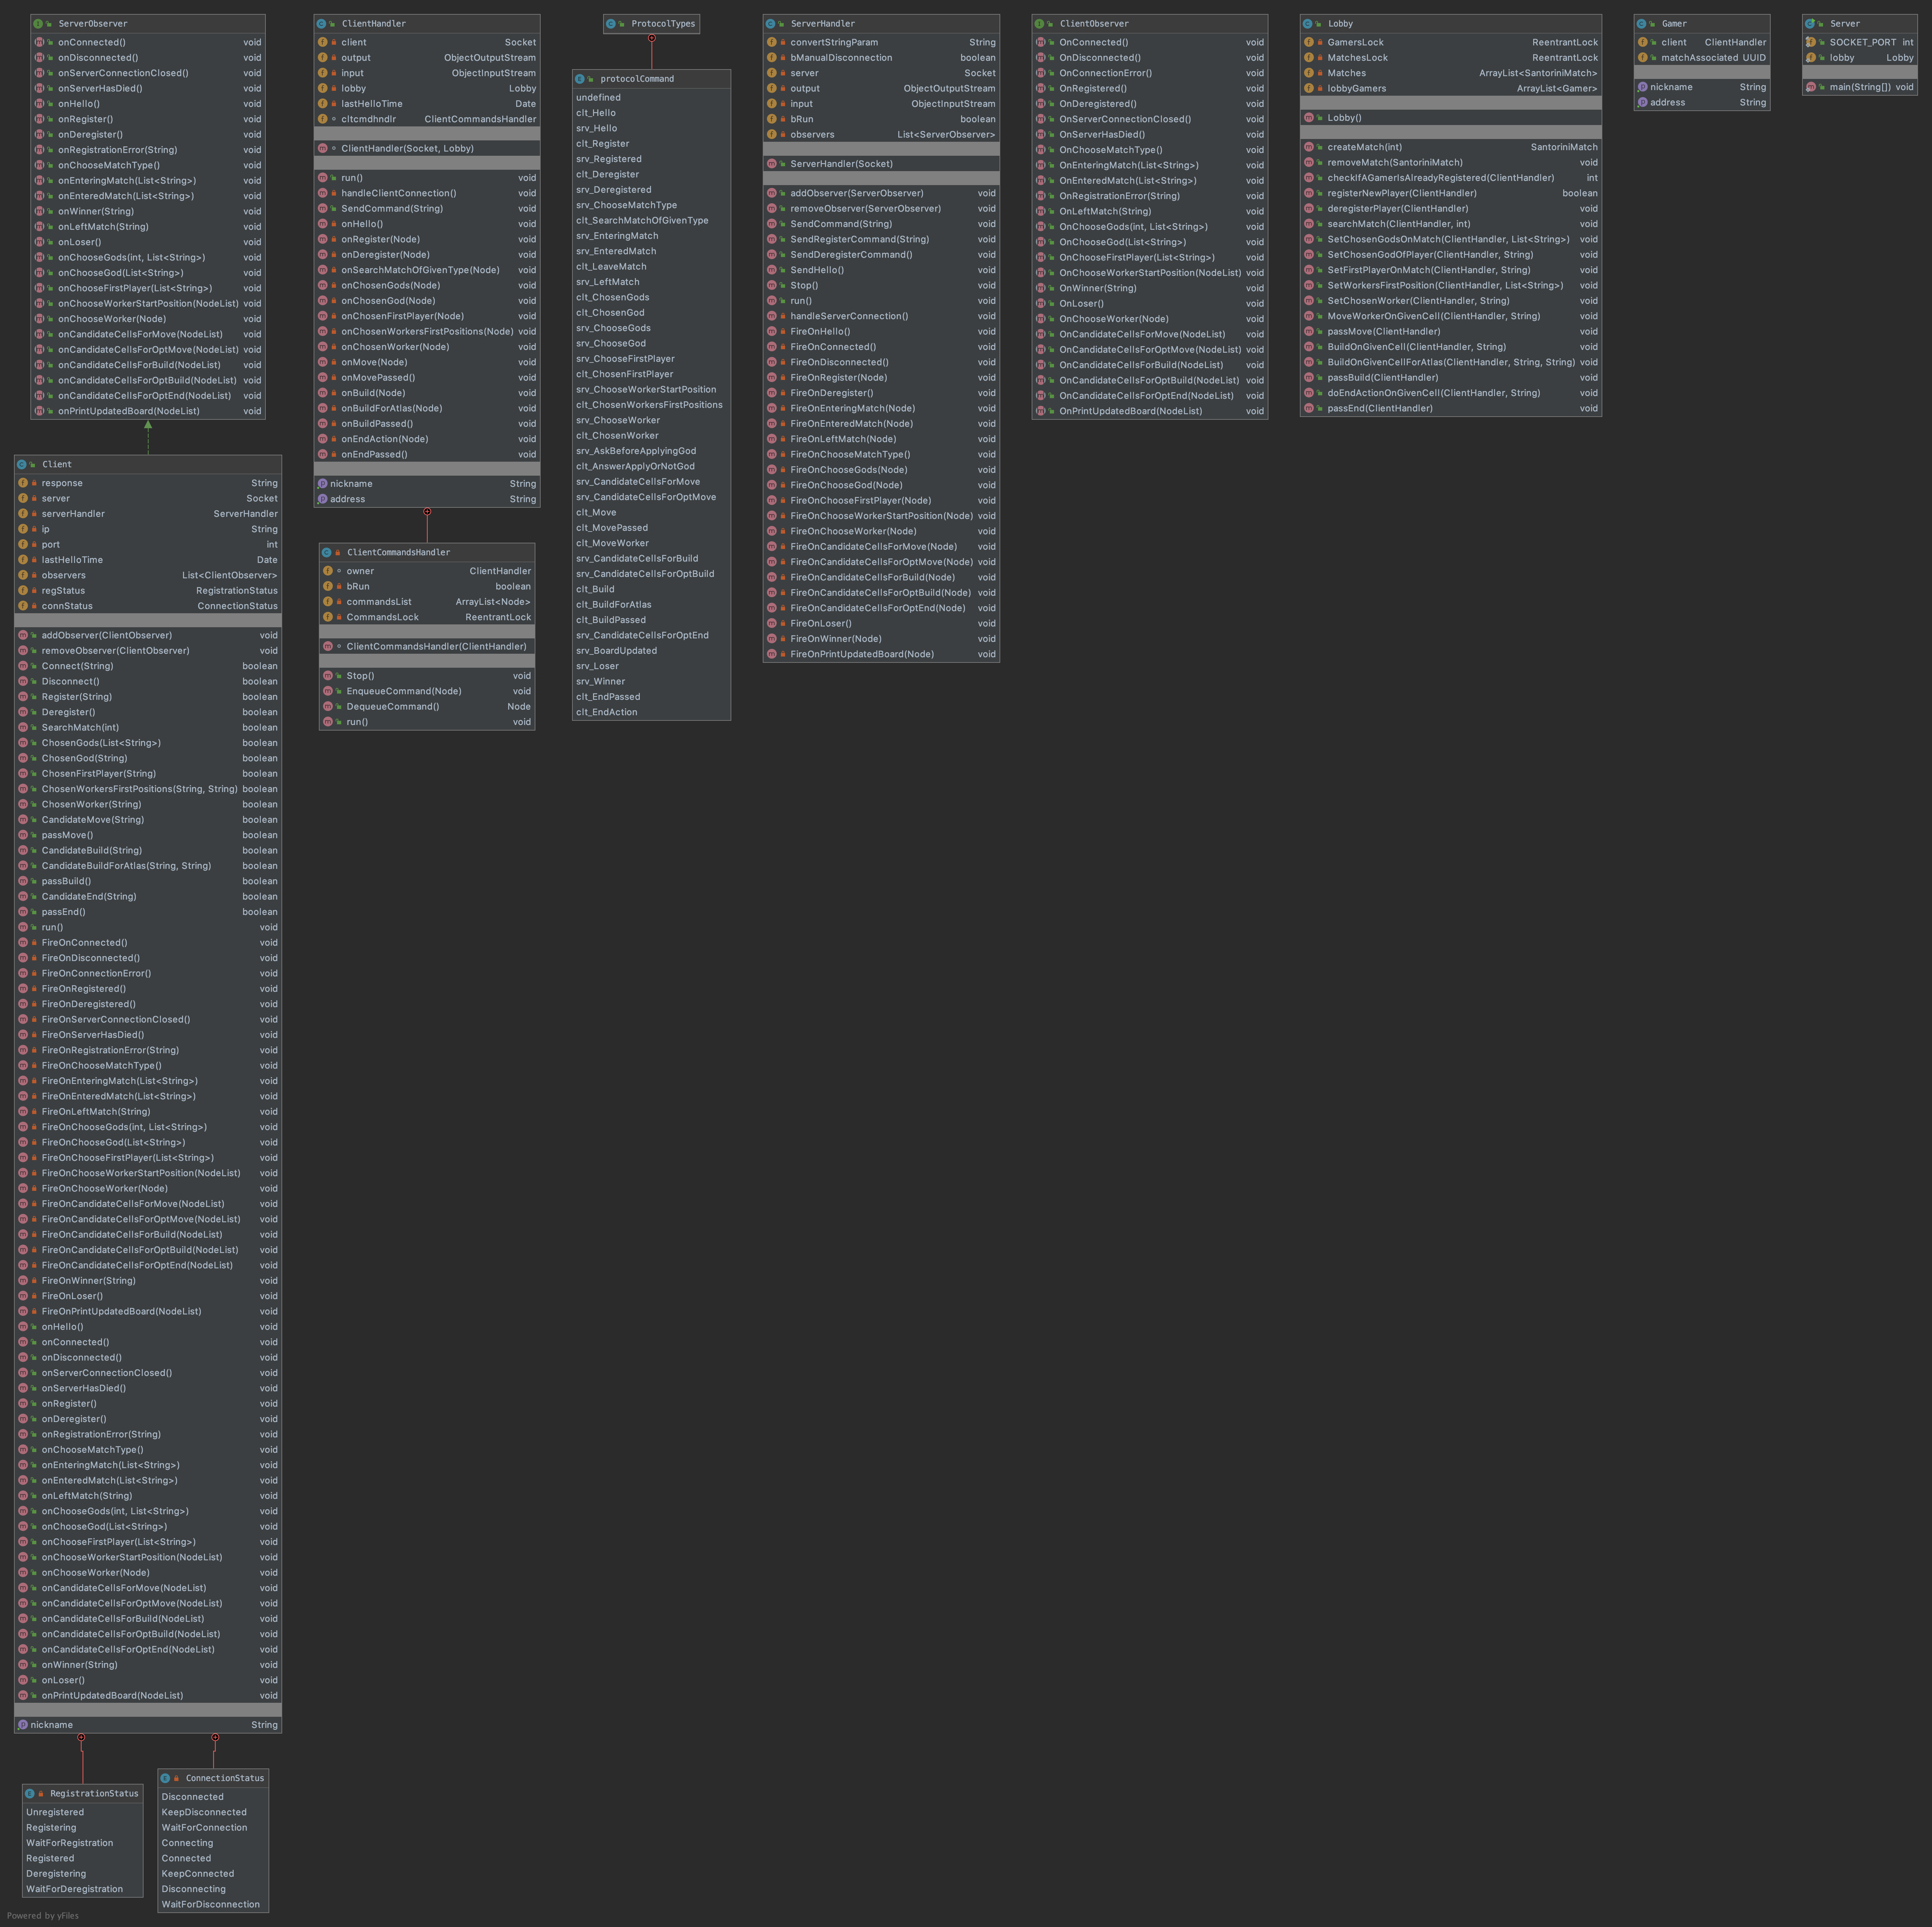 ServerObserver
onConnected() void
onDisconnected() void
onServerConnectionClosed() void
onServerHasDied() void
onHello() void
onRegister() void
onDeregister() void
onRegistrationError(String) void
onChooseMatchType() void
onEnteringMatch(List<String>) void
onEnteredMatch(List<String>) void
onWinner(String) void
onLeftMatch(String) void
onLoser() void
onChooseGods(int, List<String>) void
onChooseGod(List<String>) void
onChooseFirstPlayer(List<String>) void
onChooseWorkerStartPosition(NodeList) void
onChooseWorker(Node) void
onCandidateCellsForMove(NodeList) void
onCandidateCellsForOptMove(NodeList) void
onCandidateCellsForBuild(NodeList) void
onCandidateCellsForOptBuild(NodeList) void
onCandidateCellsForOptEnd(NodeList) void
onPrintUpdatedBoard(NodeList) void
Client
response String
server Socket
serverHandler ServerHandler
ip String
port int
lastHelloTime Date
observers List<ClientObserver>
regStatus RegistrationStatus
connStatus ConnectionStatus
addObserver(ClientObserver) void
removeObserver(ClientObserver) void
Connect(String) boolean
Disconnect() boolean
Register(String) boolean
Deregister() boolean
SearchMatch(int) boolean
ChosenGods(List<String>) boolean
ChosenGod(String) boolean
ChosenFirstPlayer(String) boolean
ChosenWorkersFirstPositions(String, String) boolean
ChosenWorker(String) boolean
CandidateMove(String) boolean
passMove() boolean
CandidateBuild(String) boolean
CandidateBuildForAtlas(String, String) boolean
passBuild() boolean
CandidateEnd(String) boolean
passEnd() boolean
run() void
FireOnConnected() void
FireOnDisconnected() void
FireOnConnectionError() void
FireOnRegistered() void
FireOnDeregistered() void
FireOnServerConnectionClosed() void
FireOnServerHasDied() void
FireOnRegistrationError(String) void
FireOnChooseMatchType() void
FireOnEnteringMatch(List<String>) void
FireOnEnteredMatch(List<String>) void
FireOnLeftMatch(String) void
FireOnChooseGods(int, List<String>) void
FireOnChooseGod(List<String>) void
FireOnChooseFirstPlayer(List<String>) void
FireOnChooseWorkerStartPosition(NodeList) void
FireOnChooseWorker(Node) void
FireOnCandidateCellsForMove(NodeList) void
FireOnCandidateCellsForOptMove(NodeList) void
FireOnCandidateCellsForBuild(NodeList) void
FireOnCandidateCellsForOptBuild(NodeList) void
FireOnCandidateCellsForOptEnd(NodeList) void
FireOnWinner(String) void
FireOnLoser() void
FireOnPrintUpdatedBoard(NodeList) void
onHello() void
onConnected() void
onDisconnected() void
onServerConnectionClosed() void
onServerHasDied() void
onRegister() void
onDeregister() void
onRegistrationError(String) void
onChooseMatchType() void
onEnteringMatch(List<String>) void
onEnteredMatch(List<String>) void
onLeftMatch(String) void
onChooseGods(int, List<String>) void
onChooseGod(List<String>) void
onChooseFirstPlayer(List<String>) void
onChooseWorkerStartPosition(NodeList) void
onChooseWorker(Node) void
onCandidateCellsForMove(NodeList) void
onCandidateCellsForOptMove(NodeList) void
onCandidateCellsForBuild(NodeList) void
onCandidateCellsForOptBuild(NodeList) void
onCandidateCellsForOptEnd(NodeList) void
onWinner(String) void
onLoser() void
onPrintUpdatedBoard(NodeList) void
nickname String
RegistrationStatus
Unregistered
Registering
WaitForRegistration
Registered
Deregistering
WaitForDeregistration
ConnectionStatus
Disconnected
KeepDisconnected
WaitForConnection
Connecting
Connected
KeepConnected
Disconnecting
WaitForDisconnection
ClientHandler
client Socket
output ObjectOutputStream
input ObjectInputStream
lobby Lobby
lastHelloTime Date
cltcmdhndlr ClientCommandsHandler
ClientHandler(Socket, Lobby)
run() void
handleClientConnection() void
SendCommand(String) void
onHello() void
onRegister(Node) void
onDeregister(Node) void
onSearchMatchOfGivenType(Node) void
onChosenGods(Node) void
onChosenGod(Node) void
onChosenFirstPlayer(Node) void
onChosenWorkersFirstPositions(Node) void
onChosenWorker(Node) void
onMove(Node) void
onMovePassed() void
onBuild(Node) void
onBuildForAtlas(Node) void
onBuildPassed() void
onEndAction(Node) void
onEndPassed() void
nickname String
address String
ClientCommandsHandler
owner ClientHandler
bRun boolean
commandsList ArrayList<Node>
CommandsLock ReentrantLock
ClientCommandsHandler(ClientHandler)
Stop() void
EnqueueCommand(Node) void
DequeueCommand() Node
run() void
ProtocolTypes
protocolCommand
undefined
clt_Hello
srv_Hello
clt_Register
srv_Registered
clt_Deregister
srv_Deregistered
srv_ChooseMatchType
clt_SearchMatchOfGivenType
srv_EnteringMatch
srv_EnteredMatch
clt_LeaveMatch
srv_LeftMatch
clt_ChosenGods
clt_ChosenGod
srv_ChooseGods
srv_ChooseGod
srv_ChooseFirstPlayer
clt_ChosenFirstPlayer
srv_ChooseWorkerStartPosition
clt_ChosenWorkersFirstPositions
srv_ChooseWorker
clt_ChosenWorker
srv_AskBeforeApplyingGod
clt_AnswerApplyOrNotGod
srv_CandidateCellsForMove
srv_CandidateCellsForOptMove
clt_Move
clt_MovePassed
clt_MoveWorker
srv_CandidateCellsForBuild
srv_CandidateCellsForOptBuild
clt_Build
clt_BuildForAtlas
clt_BuildPassed
srv_CandidateCellsForOptEnd
srv_BoardUpdated
srv_Loser
srv_Winner
clt_EndPassed
clt_EndAction
ServerHandler
convertStringParam String
bManualDisconnection boolean
server Socket
output ObjectOutputStream
input ObjectInputStream
bRun boolean
observers List<ServerObserver>
ServerHandler(Socket)
addObserver(ServerObserver) void
removeObserver(ServerObserver) void
SendCommand(String) void
SendRegisterCommand(String) void
SendDeregisterCommand() void
SendHello() void
Stop() void
run() void
handleServerConnection() void
FireOnHello() void
FireOnConnected() void
FireOnDisconnected() void
FireOnRegister(Node) void
FireOnDeregister() void
FireOnEnteringMatch(Node) void
FireOnEnteredMatch(Node) void
FireOnLeftMatch(Node) void
FireOnChooseMatchType() void
FireOnChooseGods(Node) void
FireOnChooseGod(Node) void
FireOnChooseFirstPlayer(Node) void
FireOnChooseWorkerStartPosition(Node) void
FireOnChooseWorker(Node) void
FireOnCandidateCellsForMove(Node) void
FireOnCandidateCellsForOptMove(Node) void
FireOnCandidateCellsForBuild(Node) void
FireOnCandidateCellsForOptBuild(Node) void
FireOnCandidateCellsForOptEnd(Node) void
FireOnLoser() void
FireOnWinner(Node) void
FireOnPrintUpdatedBoard(Node) void
ClientObserver
OnConnected() void
OnDisconnected() void
OnConnectionError() void
OnRegistered() void
OnDeregistered() void
OnServerConnectionClosed() void
OnServerHasDied() void
OnChooseMatchType() void
OnEnteringMatch(List<String>) void
OnEnteredMatch(List<String>) void
OnRegistrationError(String) void
OnLeftMatch(String) void
OnChooseGods(int, List<String>) void
OnChooseGod(List<String>) void
OnChooseFirstPlayer(List<String>) void
OnChooseWorkerStartPosition(NodeList) void
OnWinner(String) void
OnLoser() void
OnChooseWorker(Node) void
OnCandidateCellsForMove(NodeList) void
OnCandidateCellsForOptMove(NodeList) void
OnCandidateCellsForBuild(NodeList) void
OnCandidateCellsForOptBuild(NodeList) void
OnCandidateCellsForOptEnd(NodeList) void
OnPrintUpdatedBoard(NodeList) void
Lobby
GamersLock ReentrantLock
MatchesLock ReentrantLock
Matches ArrayList<SantoriniMatch>
lobbyGamers ArrayList<Gamer>
Lobby()
createMatch(int) SantoriniMatch
removeMatch(SantoriniMatch) void
checkIfAGamerIsAlreadyRegistered(ClientHandler) int
registerNewPlayer(ClientHandler) boolean
deregisterPlayer(ClientHandler) void
searchMatch(ClientHandler, int) void
SetChosenGodsOnMatch(ClientHandler, List<String>) void
SetChosenGodOfPlayer(ClientHandler, String) void
SetFirstPlayerOnMatch(ClientHandler, String) void
SetWorkersFirstPosition(ClientHandler, List<String>) void
SetChosenWorker(ClientHandler, String) void
MoveWorkerOnGivenCell(ClientHandler, String) void
passMove(ClientHandler) void
BuildOnGivenCell(ClientHandler, String) void
BuildOnGivenCellForAtlas(ClientHandler, String, String) void
passBuild(ClientHandler) void
doEndActionOnGivenCell(ClientHandler, String) void
passEnd(ClientHandler) void
Gamer
client ClientHandler
matchAssociated UUID
nickname String
address String
Server
SOCKET_PORT int
lobby Lobby
main(String[]) void
Powered by yFiles